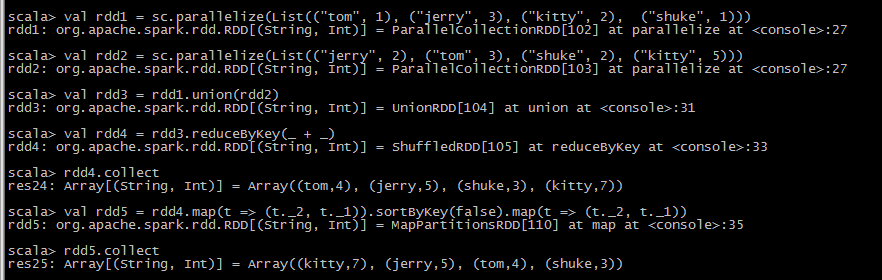 scala> val rdd1 = sc.parallelize(List(("tom", 1), ("jerry", 3), ("kitty", 2),  ("shuke", 1)))
rdd1: org.apache.spark.rdd.RDD[(String, Int)] = ParallelCollectionRDD[102] at parallelize at <console>:27
scala> val rdd2 = sc.parallelize(List(("jerry", 2), ("tom", 3), ("shuke", 2), ("kitty", 5)))
rdd2: org.apache.spark.rdd.RDD[(String, Int)] = ParallelCollectionRDD[103] at parallelize at <console>:27
scala> val rdd3 = rdd1.union(rdd2)
rdd3: org.apache.spark.rdd.RDD[(String, Int)] = UnionRDD[104] at union at <console>:31
scala> val rdd4 = rdd3.reduceByKey(_ + _)
rdd4: org.apache.spark.rdd.RDD[(String, Int)] = ShuffledRDD[105] at reduceByKey at <console>:33
scala> rdd4.collect
res24: Array[(String, Int)] = Array((tom,4), (jerry,5), (shuke,3), (kitty,7))
scala> val rdd5 = rdd4.map(t => (t._2, t._1)).sortByKey(false).map(t => (t._2, t._1))
rdd5: org.apache.spark.rdd.RDD[(String, Int)] = MapPartitionsRDD[110] at map at <console>:35
scala> rdd5.collect
res25: Array[(String, Int)] = Array((kitty,7), (jerry,5), (tom,4), (shuke,3))